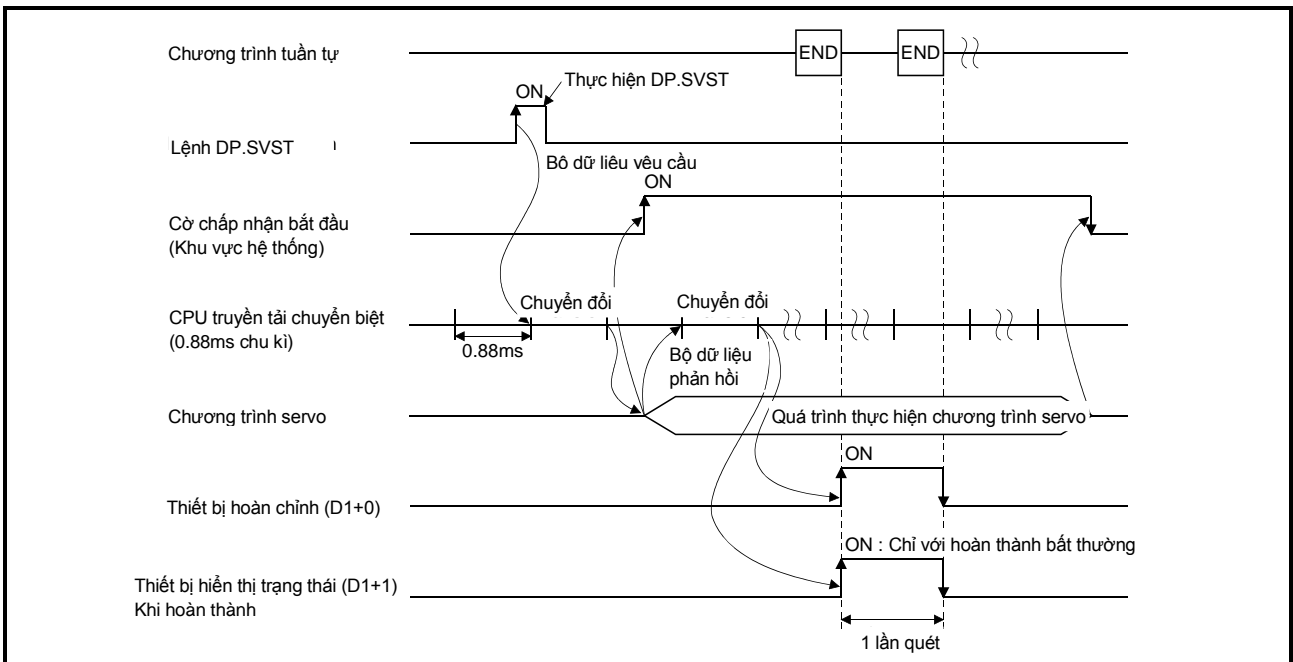 Chương trình tuần tự
END
END
ON
Thực hiện DP.SVST
Lệnh DP.SVST
Bô dữ liêu vêu cầu
ON
Cờ chấp nhận bắt đầu
(Khu vực hệ thống)
Chuyển đổi
Chuyển đổi
CPU truyền tải chuyển biệt
(0.88ms chu kì)
0.88ms
Bộ dữ liệu
phản hồi
Chương trình servo
Quá trình thực hiện chương trình servo
ON
Thiết bị hoàn chỉnh (D1+0)
ON : Chỉ với hoàn thành bất thường
Thiết bị hiển thị trạng thái (D1+1)
Khi hoàn thành
1 lần quét